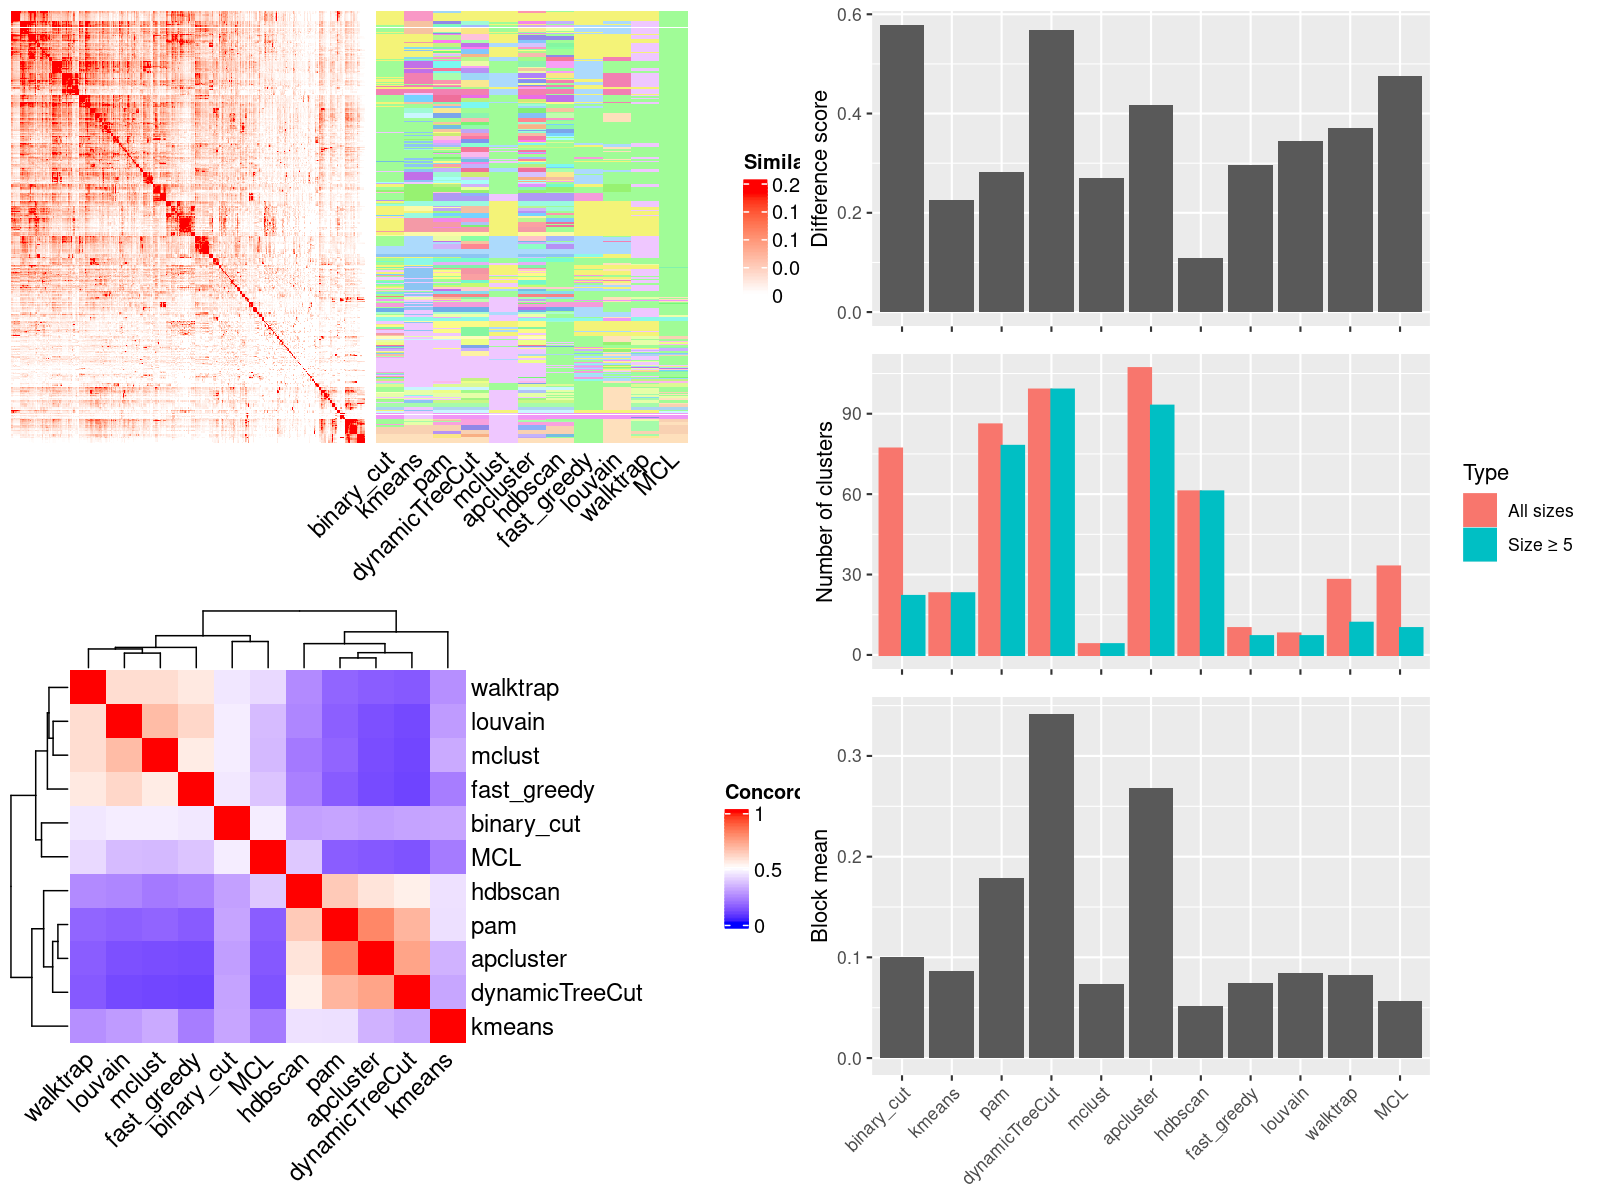 Simila
0.2
0.1
0.1
0.0
0
binary_cut
kmeans
pam
dynamicTreeCut
mclust
apcluster
hdbscan
fast_greedy
louvain
walktrap
MCL
walktrap
louvain
mclust
fast_greedy
binary_cut
MCL
hdbscan
pam
apcluster
dynamicTreeCut
kmeans
walktrap
louvain
mclust
fast_greedy
binary_cut
MCL
hdbscan
pam
apcluster
dynamicTreeCut
kmeans
Concord
1
0.5
0
Difference score
0.6
0.4
0.2
0.0
Number of clusters
90
60
30
0
Type
All sizes
Size ≥ 5
Block mean
0.3
0.2
0.1
0.0
binary_cut
kmeans
pam
dynamicTreeCut
mclust
apcluster
hdbscan
fast_greedy
louvain
walktrap
MCL